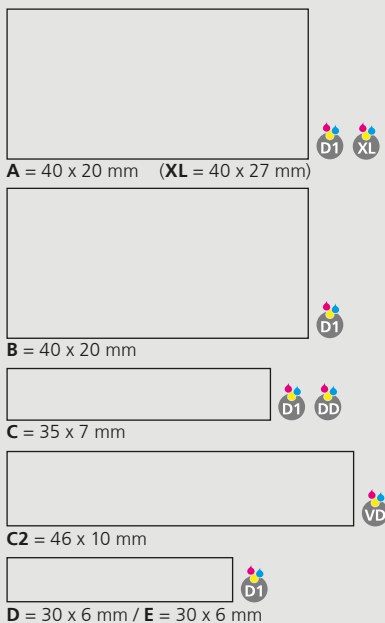 D1 XL
A = 40 x 20 mm (XL = 40 x 27 mm)
D1
B = 40 x 20 mm
D1 DD
C = 35 x 7 mm
VD
C2 = 46 x 10 mm
D1
D = 30 x 6 mm / E = 30 x 6 mm